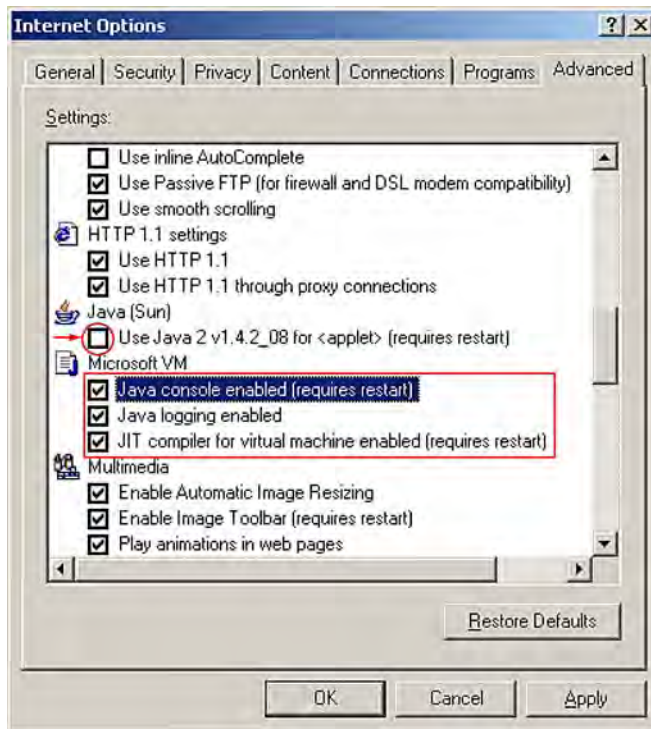 Internet Options
General Security Privacy Content Connections Programs Advanced
Settings:
Use inline AutoComplete
Use Passive FTP (for firewall and DSL modem compatibility)
Use smooth scrolling
HTTP 1.1 settings
Use HTTP 1.1
Use HTTP 1.1 through proxy connections
Java (Sun)
Use Java 2 v1.4.2_08 for <applet> (requires restart)
Microsoft VM
Java console enabled (requires restart)
Java logging enabled
JIT compiler for virtual machine enabled (requires restart)
Multimedia
Enable Automatic Image Resizing
Enable Image Toolbar (requires restart)
Play animations in web pages
Restore Defaults
OK Cancel Apply